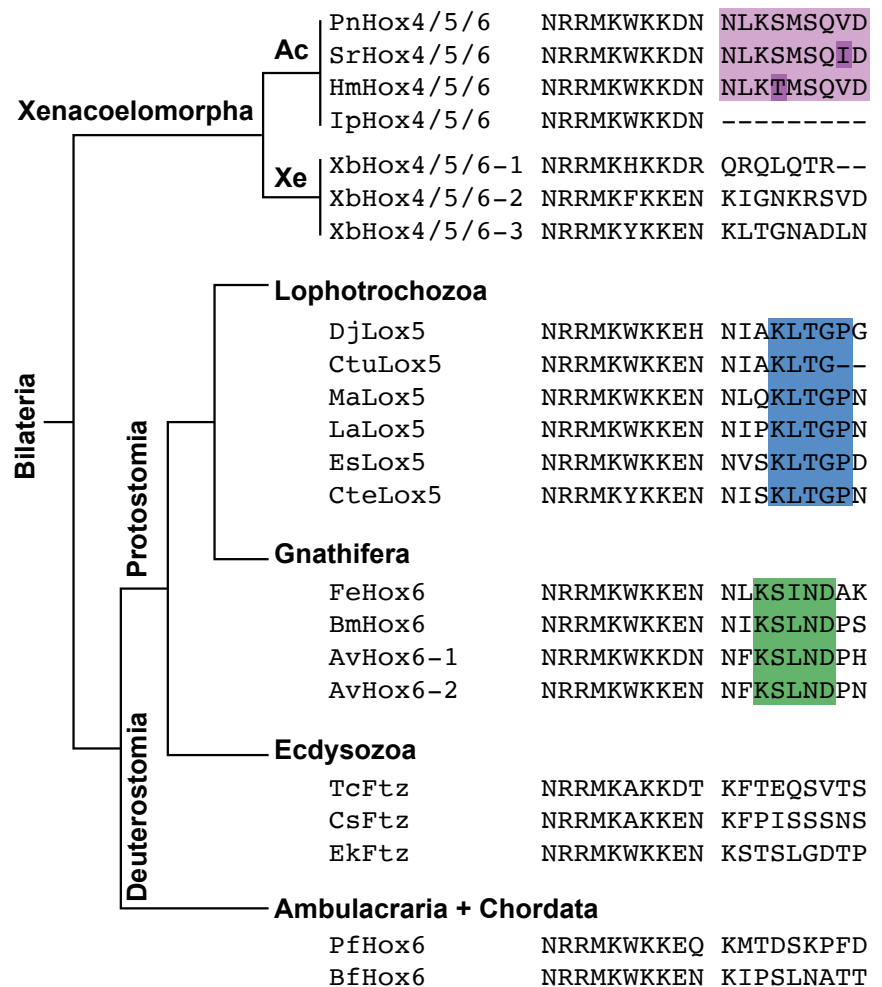 PnHox4/5/6 NRRMKWKKDN NLKSMSQVD
Ac
SrHox4/5/6 NRRMKWKKDN NLKSMSQID
HmHox4/5/6 NRRMKWKKDN NLKTMSQVD
Xenacoelomorpha
IpHox4/5/6 NRRMKWKKDN ---------
XbHox4/5/6-1 NRRMKHKKDR QRQLQTR--
Xe
XbHox4/5/6-2 NRRMKFKKEN KIGNKRSVD
XbHox4/5/6-3 NRRMKYKKEN KLTGNADLN
Lophotrochozoa
DjLox5 NRRMKWKKEH NIAKLTGPG
CtuLox5 NRRMKWKKEN NIAKLTG--
MaLox5 NRRMKWKKEN NLQKLTGPN
LaLox5 NRRMKWKKEN NIPKLTGPN
EsLox5 NRRMKWKKEN NVSKLTGPD
CteLox5 NRRMKYKKEN NISKLTGPN
Bilateria
Protostomia
Gnathifera
FeHox6 NRRMKWKKEN NLKSINDAK
BmHox6 NRRMKWKKEN NIKSLNDPS
AvHox6-1 NRRMKWKKDN NFKSLNDPH
AvHox6-2 NRRMKWKKEN NFKSLNDPN
Deuterostomia
Ecdysozoa
TcFtz NRRMKAKKDT KFTEQSVTS
CsFtz NRRMKAKKEN KFPISSSNS
EkFtz NRRMKWKKEN KSTSLGDTP
Ambulacraria + Chordata
PfHox6 NRRMKWKKEQ KMTDSKPFD
BfHox6 NRRMKWKKEN KIPSLNATT